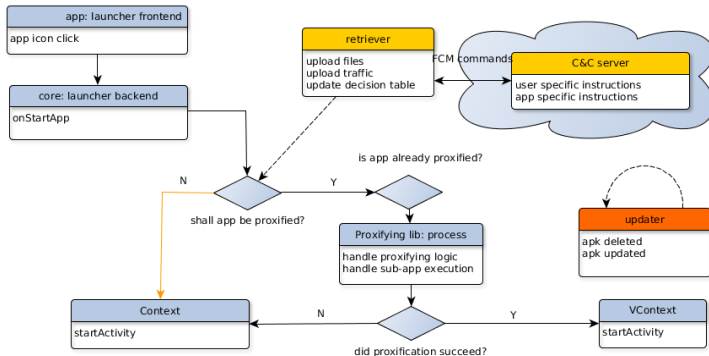 app: launcher frontend
app icon click
core: launcher backend
onStartApp
retriever
upload files
upload traffic
update decision table
FCM commands
C&C server
user specific instructions
app specific instructions
is app already proxified?
N
Y
shall app be proxified?
Proxifying lib: process
handle proxifying logic
handle sub-app execution
updater
apk deleted
apk updated
Context
startActivity
N
Y
did proxification succeed?
VContext
startActivity